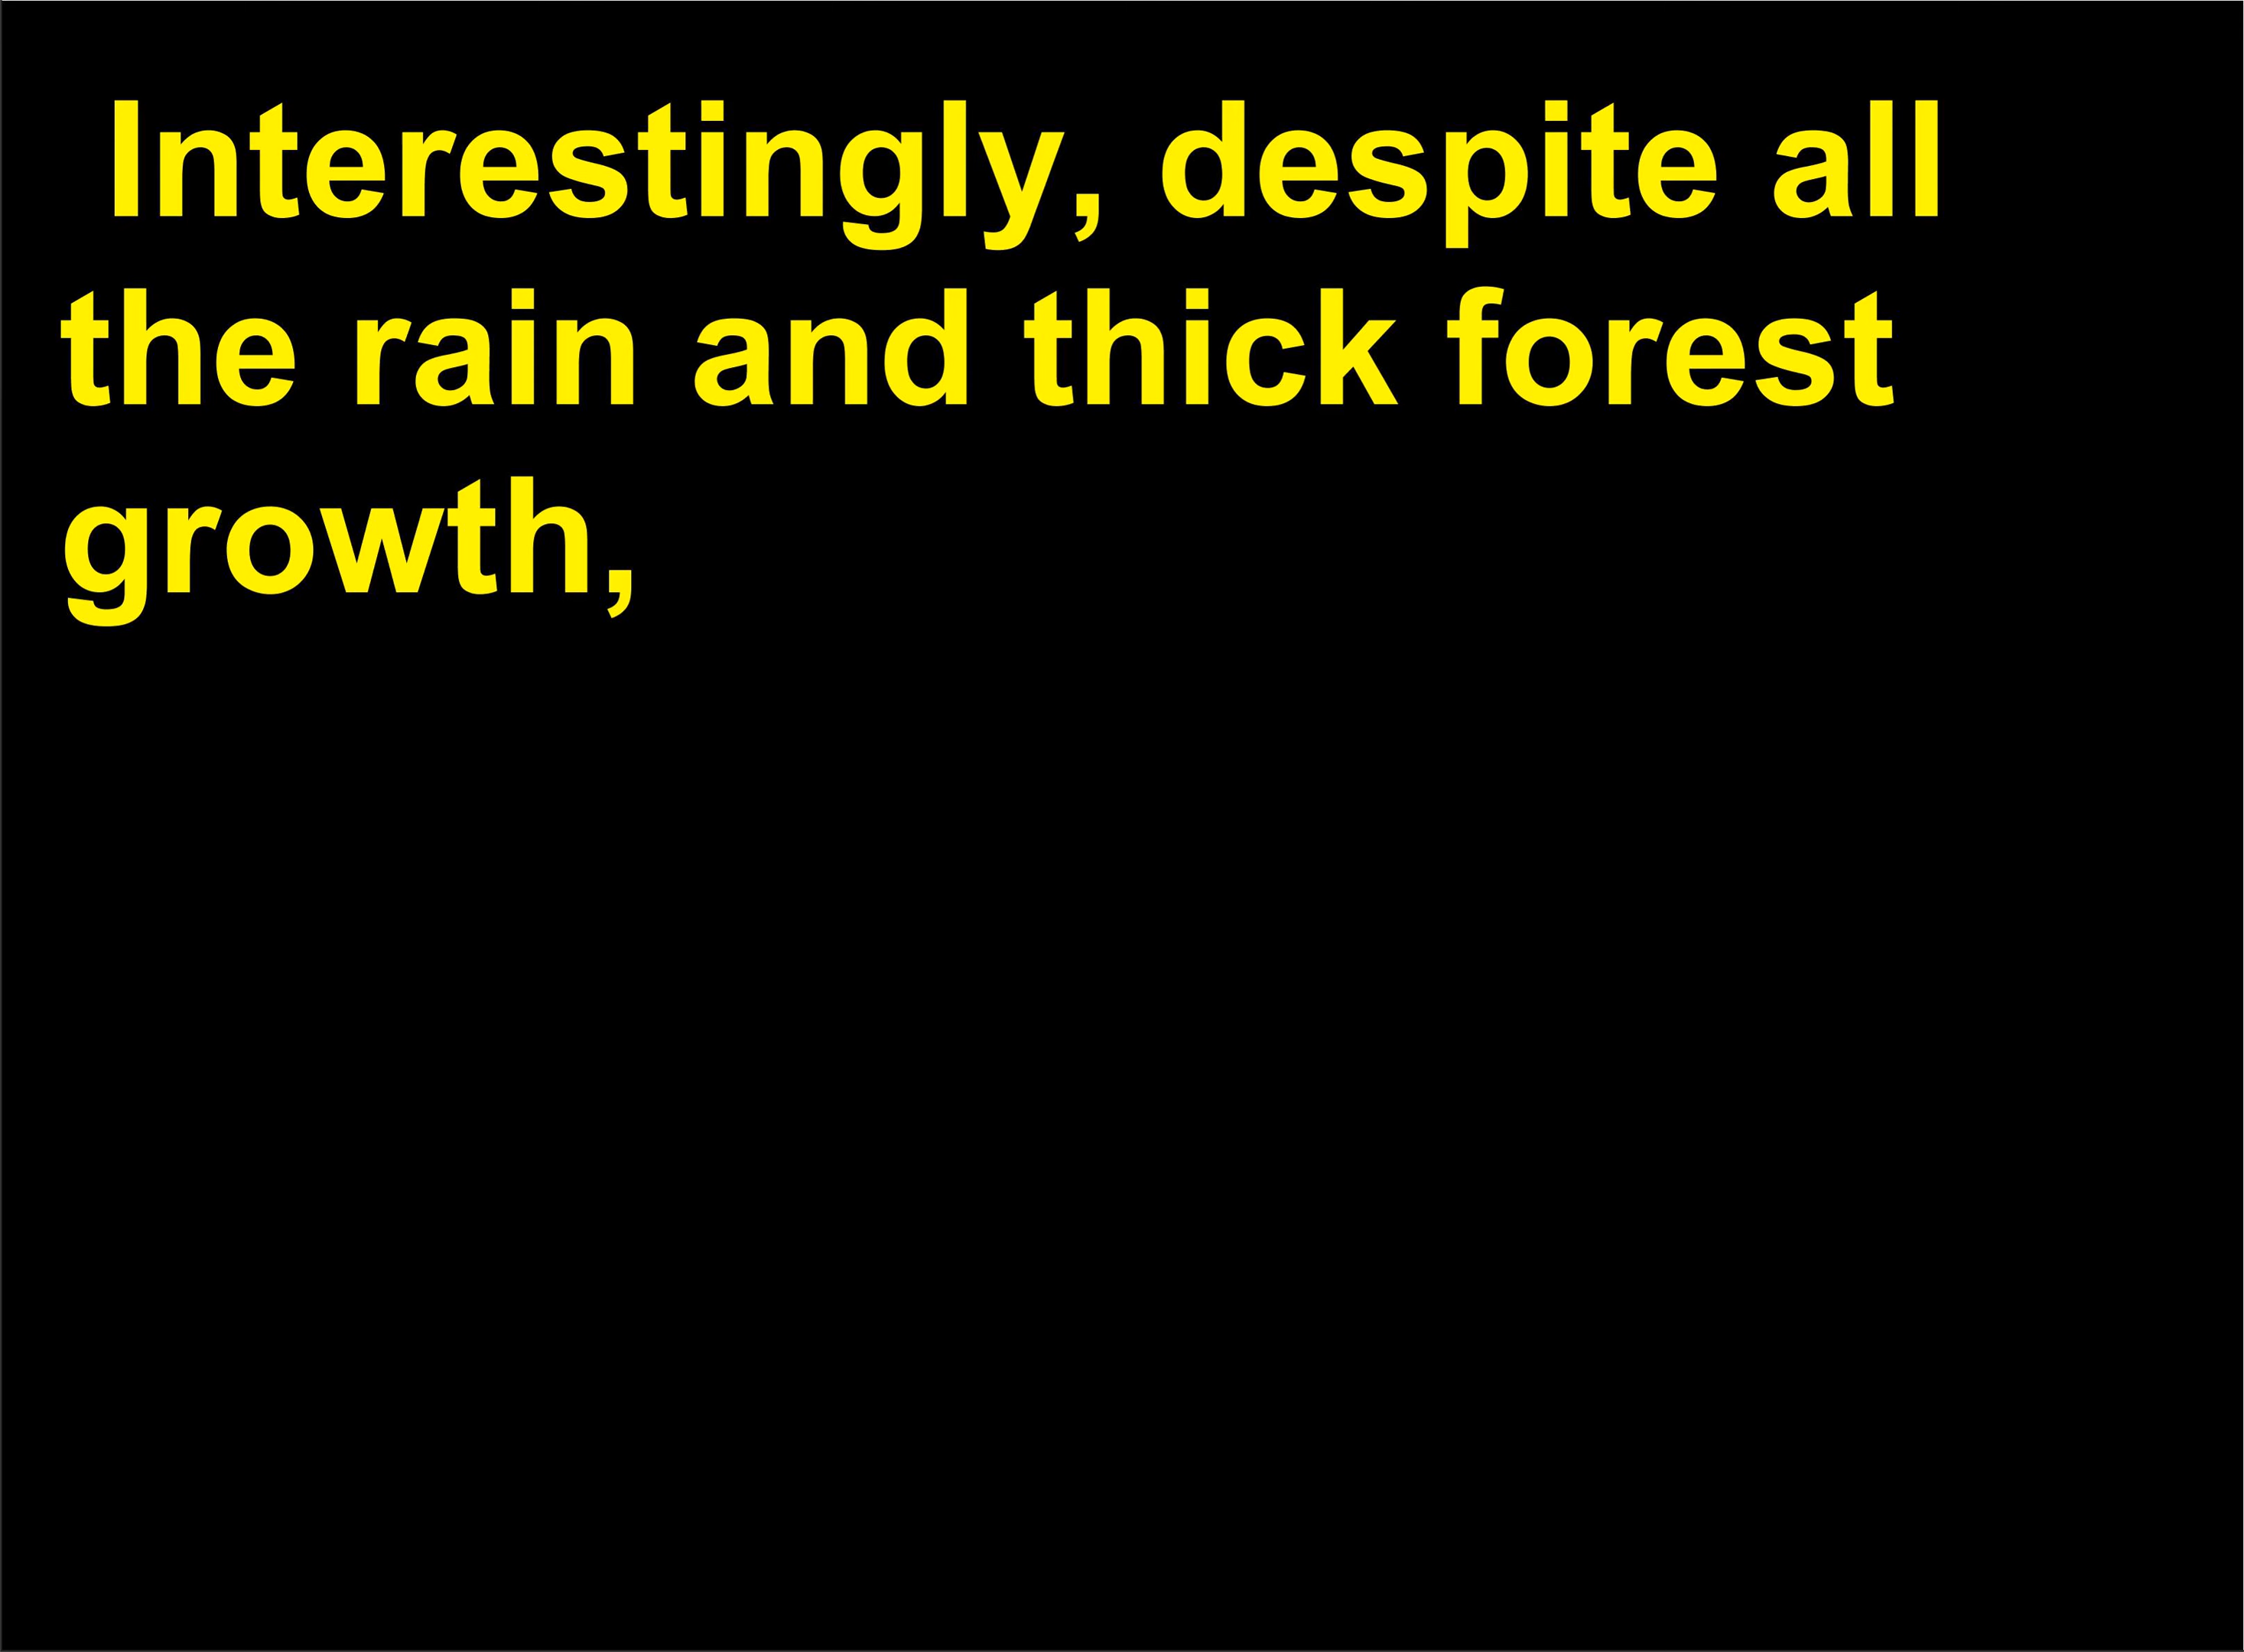 Interestingly, despite all
the rain and thick forest
growth,